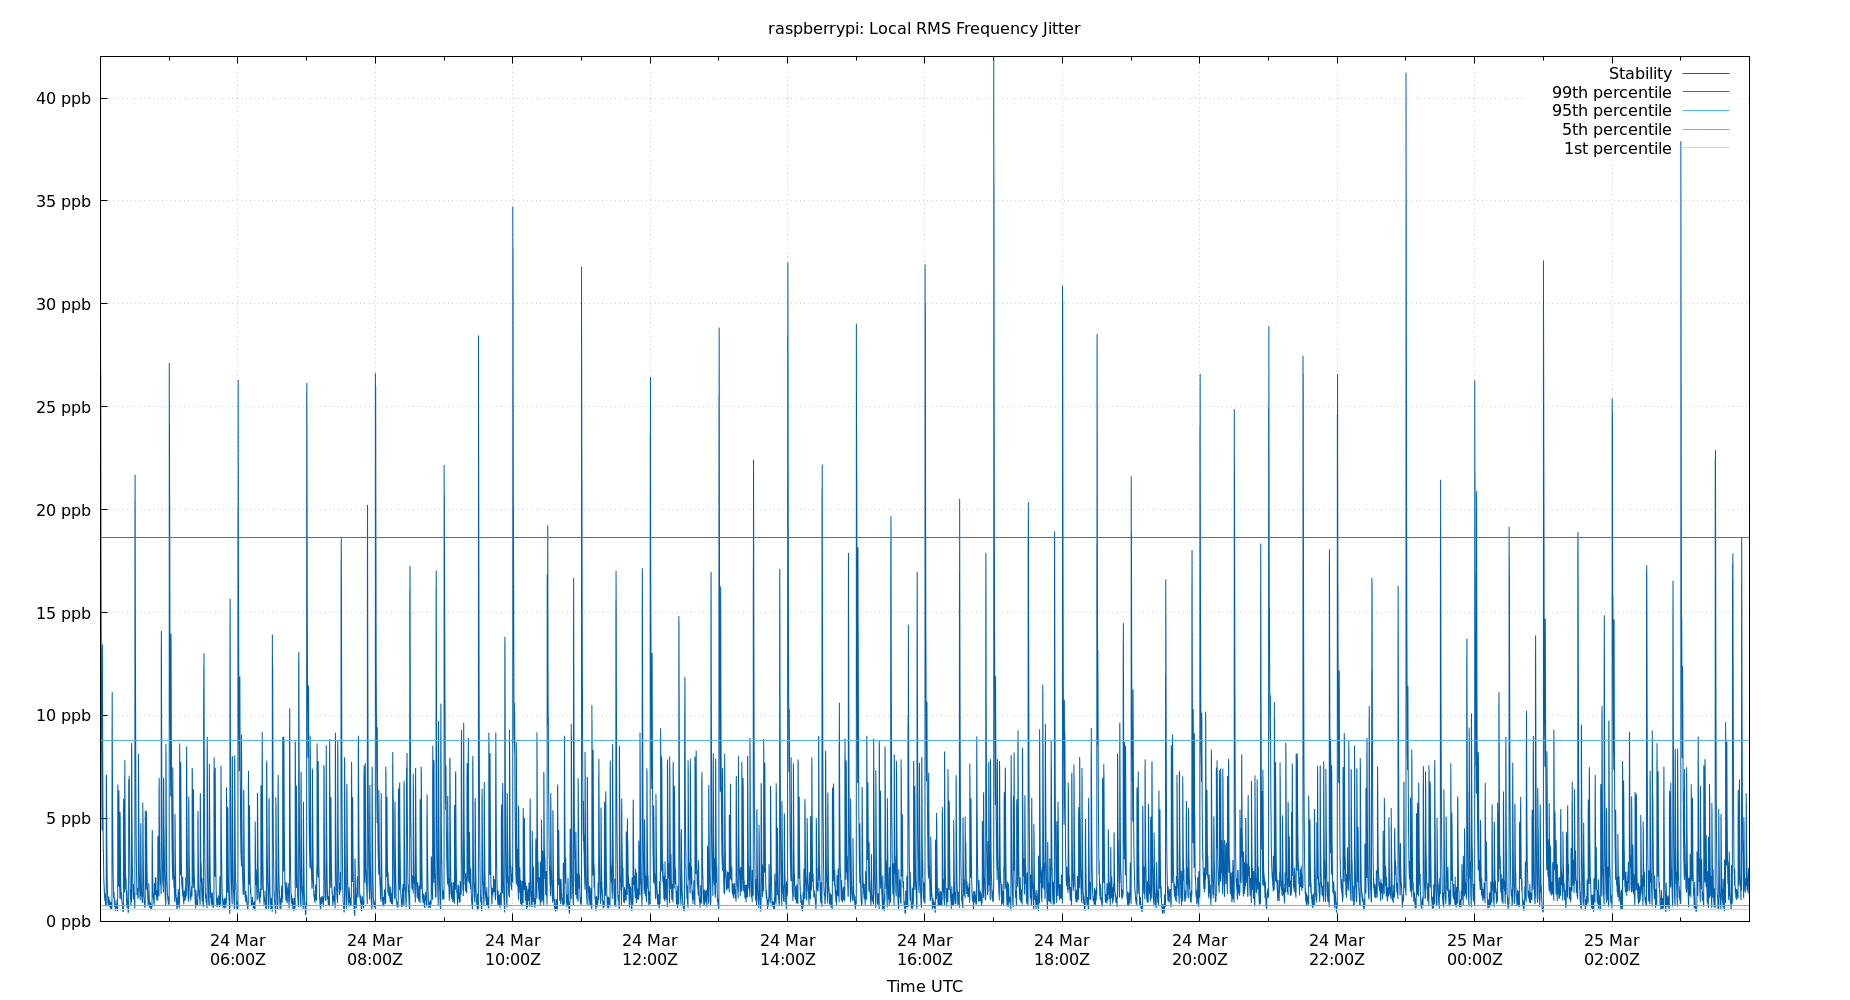 raspberrypi: Local RMS Frequency Jitter
Stability
99th percentile
95th percentile
5th percentile
1st percentile
40 ppb
35 ppb
30 ppb
25 ppb
20 ppb
15 ppb
10 ppb
5 ppb
0 ppb
24 Mar 24 Mar 24 Mar 24 Mar 24 Mar 24 Mar 24 Mar 24 Mar 24 Mar 25 Mar 25 Mar
06:00Z 08:00Z 10:00Z 12:00Z 14:00Z 16:00Z 18:00Z 20:00Z 22:00Z 00:00Z 02:00Z
Time UTC